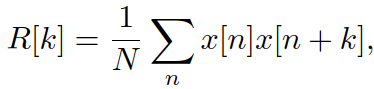 R[k] = \frac{1}{N} \sum_{n} x[n]x[n + k],